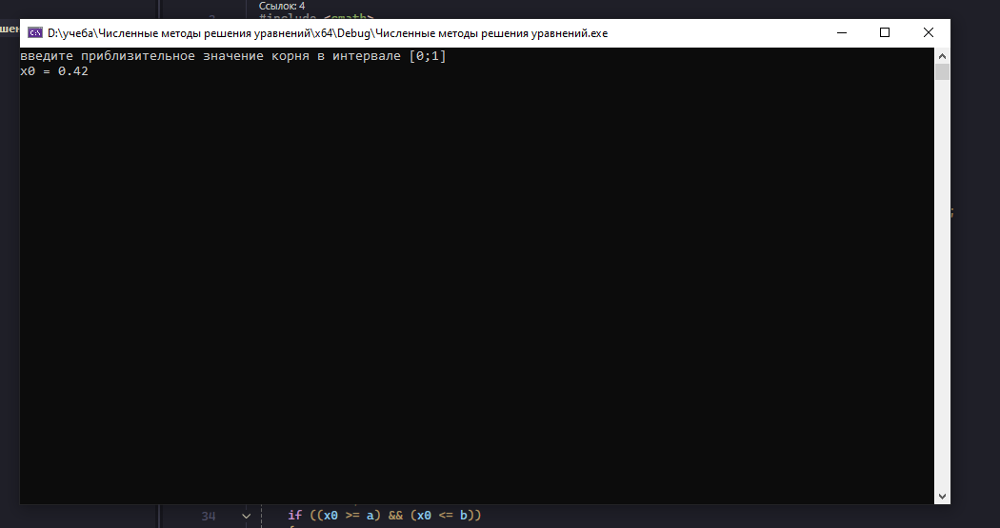 Ссылок: 4
#include <cmath>
D:\учеба\Численные методы решения уравнений\x64\Debug\Численные методы решения уравнений.exe
введите приблизительное значение корня в интервале [0;1]
x0 = 0.42
;
34 if ((x0 >= a) && (x0 <= b))